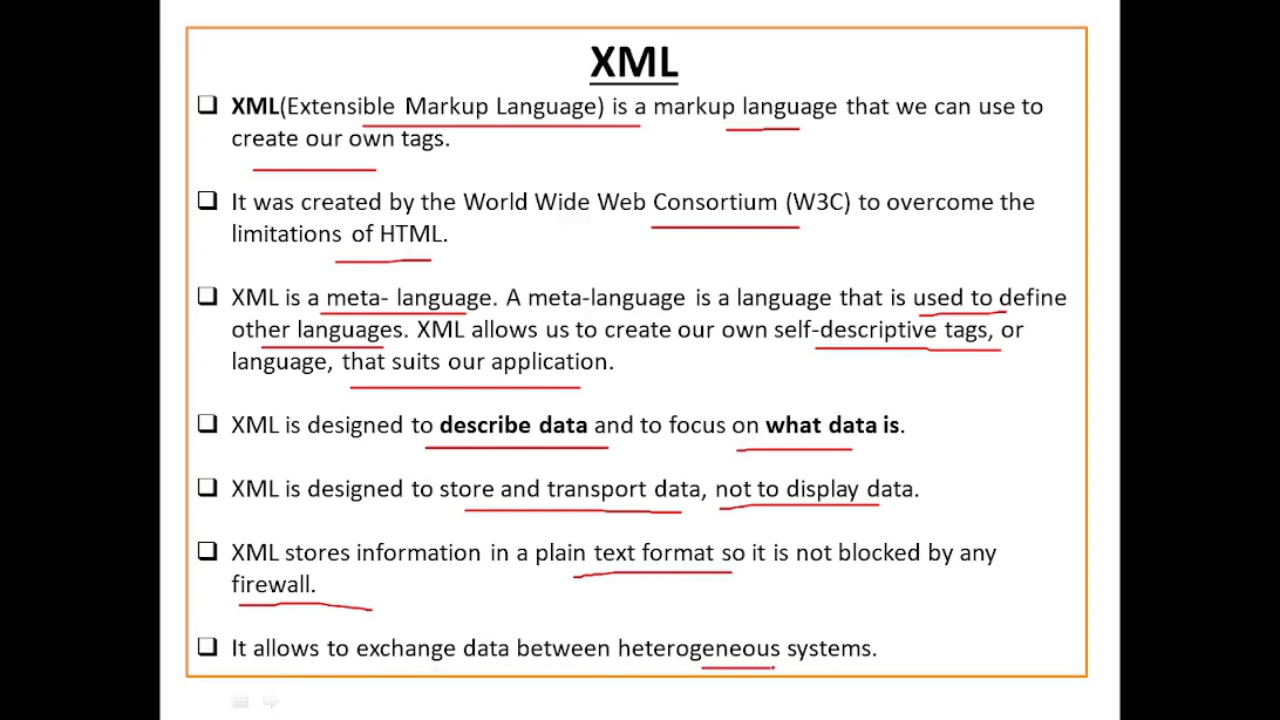 XML
XML(Extensible Markup Language) is a markup language that we can use to
create our own tags.
It was created by the World Wide Web Consortium (W3C) to overcome the
limitations of HTML.
XML is a meta- language. A meta-language is a language that is used to define
other languages. XML allows us to create our own self-descriptive tags, or
language, that suits our application.
XML is designed to describe data and to focus on what data is.
XML is designed to store and transport data, not to display data.
XML stores information in a plain text format so it is not blocked by any
firewall.
It allows to exchange data between heterogeneous systems.